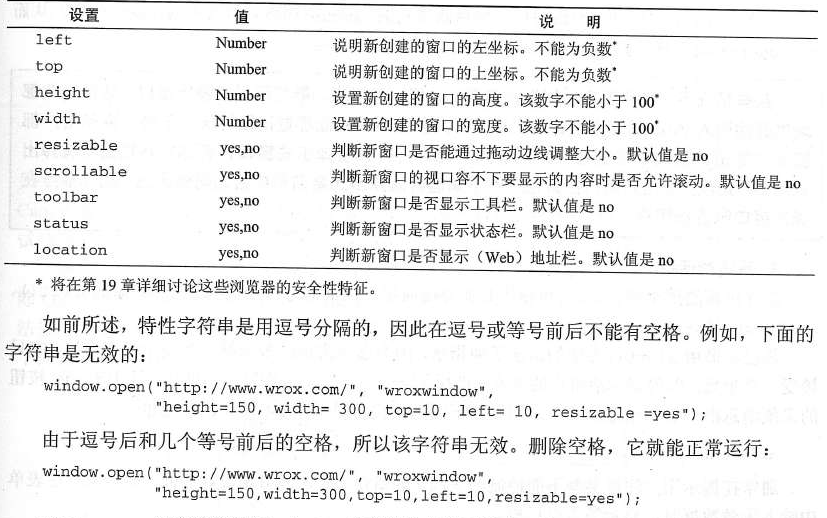 设置 值 说 明
left Number 说明新创建的窗口的左坐标。不能为负数*
top Number 说明新创建的窗口的上坐标。不能为负数*
height Number 设置新创建的窗口的高度。该数字不能小于100*
width Number 设置新创建的窗口的宽度。该数字不能小于100*
resizable yes,no 判断新窗口是否能通过拖动边线调整大小。默认值是 no
scrollable yes,no 判断新窗口的视口容不下要显示的内容时是否允许滚动。默认值是 no
toolbar yes,no 判断新窗口是否显示工具栏。默认值是 no
status yes,no 判断新窗口是否显示状态栏。默认值是 no
location yes,no 判断新窗口是否显示（Web）地址栏。默认值是 no
* 将在第 19 章详细讨论这些浏览器的安全性特征。
如前所述，特性字符串是用逗号分隔的，因此在逗号或等号前后不能有空格。例如，下面的
字符串是无效的：
window.open("http://www.wrox.com/", "wroxwindow",
"height=150, width= 300, top=10, left= 10, resizable =yes");
由于逗号后和几个等号前后的空格，所以该字符串无效。删除空格，它就能正常运行：
window.open("http://www.wrox.com/", "wroxwindow",
"height=150,width=300,top=10,left=10,resizable=yes");